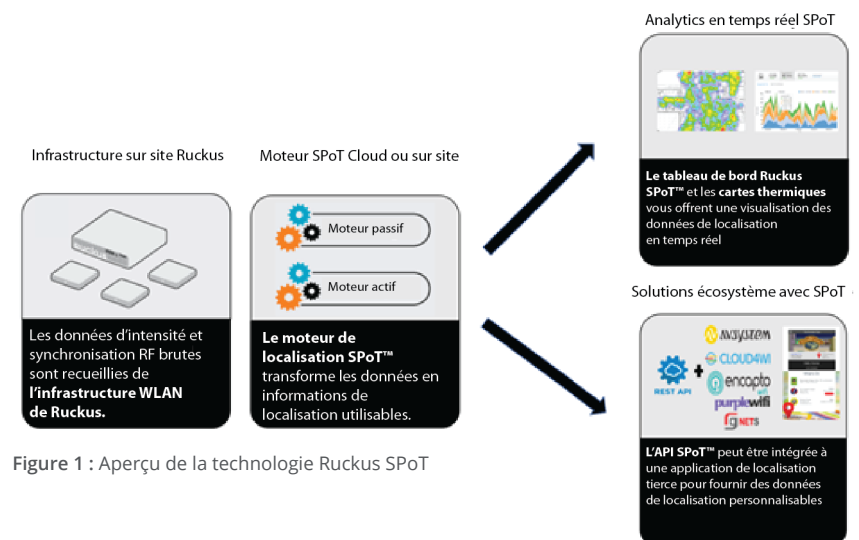 Infrastructure sur site Ruckus
Les données d'intensité et
synchronisation RF brutes
sont recueillies de
l'infrastructure WLAN
de Ruckus.
Moteur SPoT Cloud ou sur site
Moteur passif
Moteur actif
Le moteur de
localisation SPoT™
transforme les données en
informations de
localisation utilisables.
Analytics en temps réel SPoT
Le tableau de bord Ruckus
SPoT™ et les cartes thermiques
vous offrent une visualisation des
données de localisation
en temps réel
Solutions écosystème avec SPoT
REST API
+
AVSYSTEM
CLOUD4WI
encapto
wifi
purplewifi
GNETS
L'API SPoT™ peut être intégrée à
une application de localisation
tierce pour fournir des données
de localisation personnalisables
Figure 1 : Aperçu de la technologie Ruckus SPoT